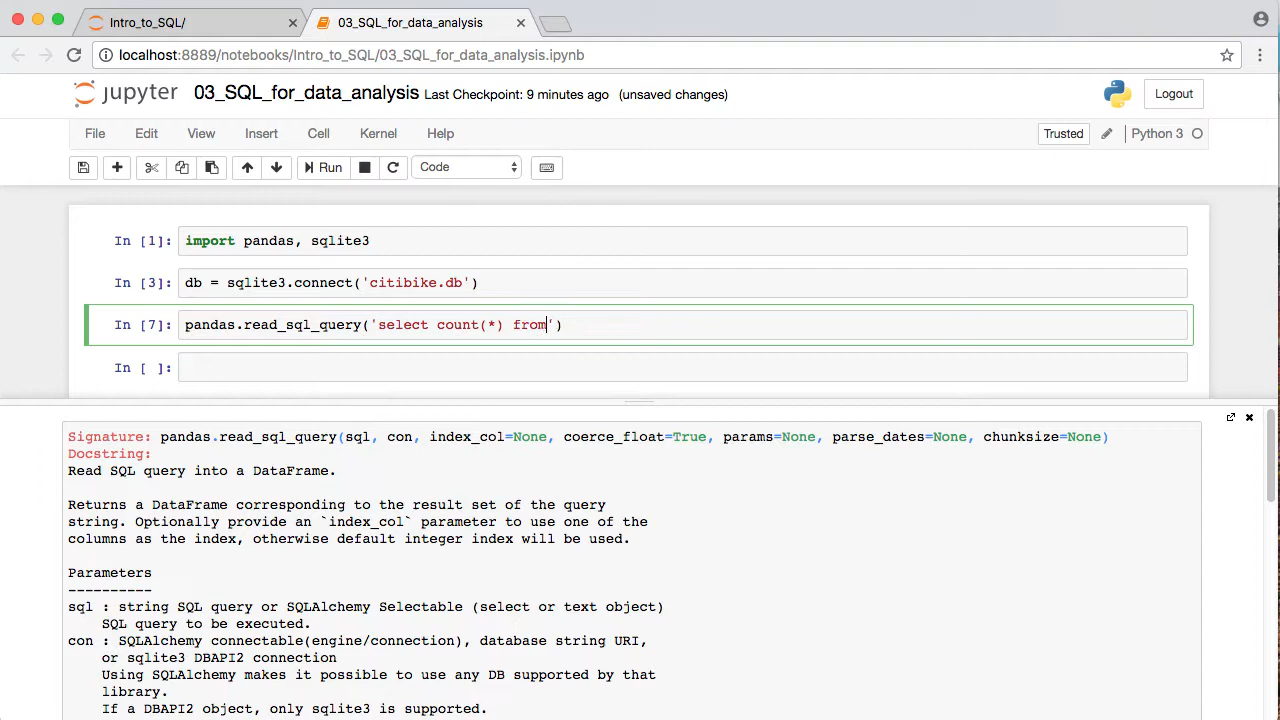 Intro_to_SQL/
03_SQL_for_data_analysis
localhost:8889/notebooks/Intro_to_SQL/03_SQL_for_data_analysis.ipynb
jupyter 03_SQL_for_data_analysis Last Checkpoint: 9 minutes ago (unsaved changes) Logout
File Edit View Insert Cell Kernel Help Trusted Python 3
Run Code
In [1]: import pandas, sqlite3
In [3]: db = sqlite3.connect('citibike.db')
In [7]: pandas.read_sql_query('select count(*) from')
In [ ]:
Signature: pandas.read_sql_query(sql, con, index_col=None, coerce_float=True, params=None, parse_dates=None, chunksize=None)
Docstring:
Read SQL query into a DataFrame.
Returns a DataFrame corresponding to the result set of the query
string. Optionally provide an `index_col` parameter to use one of the
columns as the index, otherwise default integer index will be used.
Parameters
----------
sql : string SQL query or SQLAlchemy Selectable (select or text object)
SQL query to be executed.
con : SQLAlchemy connectable(engine/connection), database string URI,
or sqlite3 DBAPI2 connection
Using SQLAlchemy makes it possible to use any DB supported by that
library.
If a DBAPI2 object, only sqlite3 is supported.